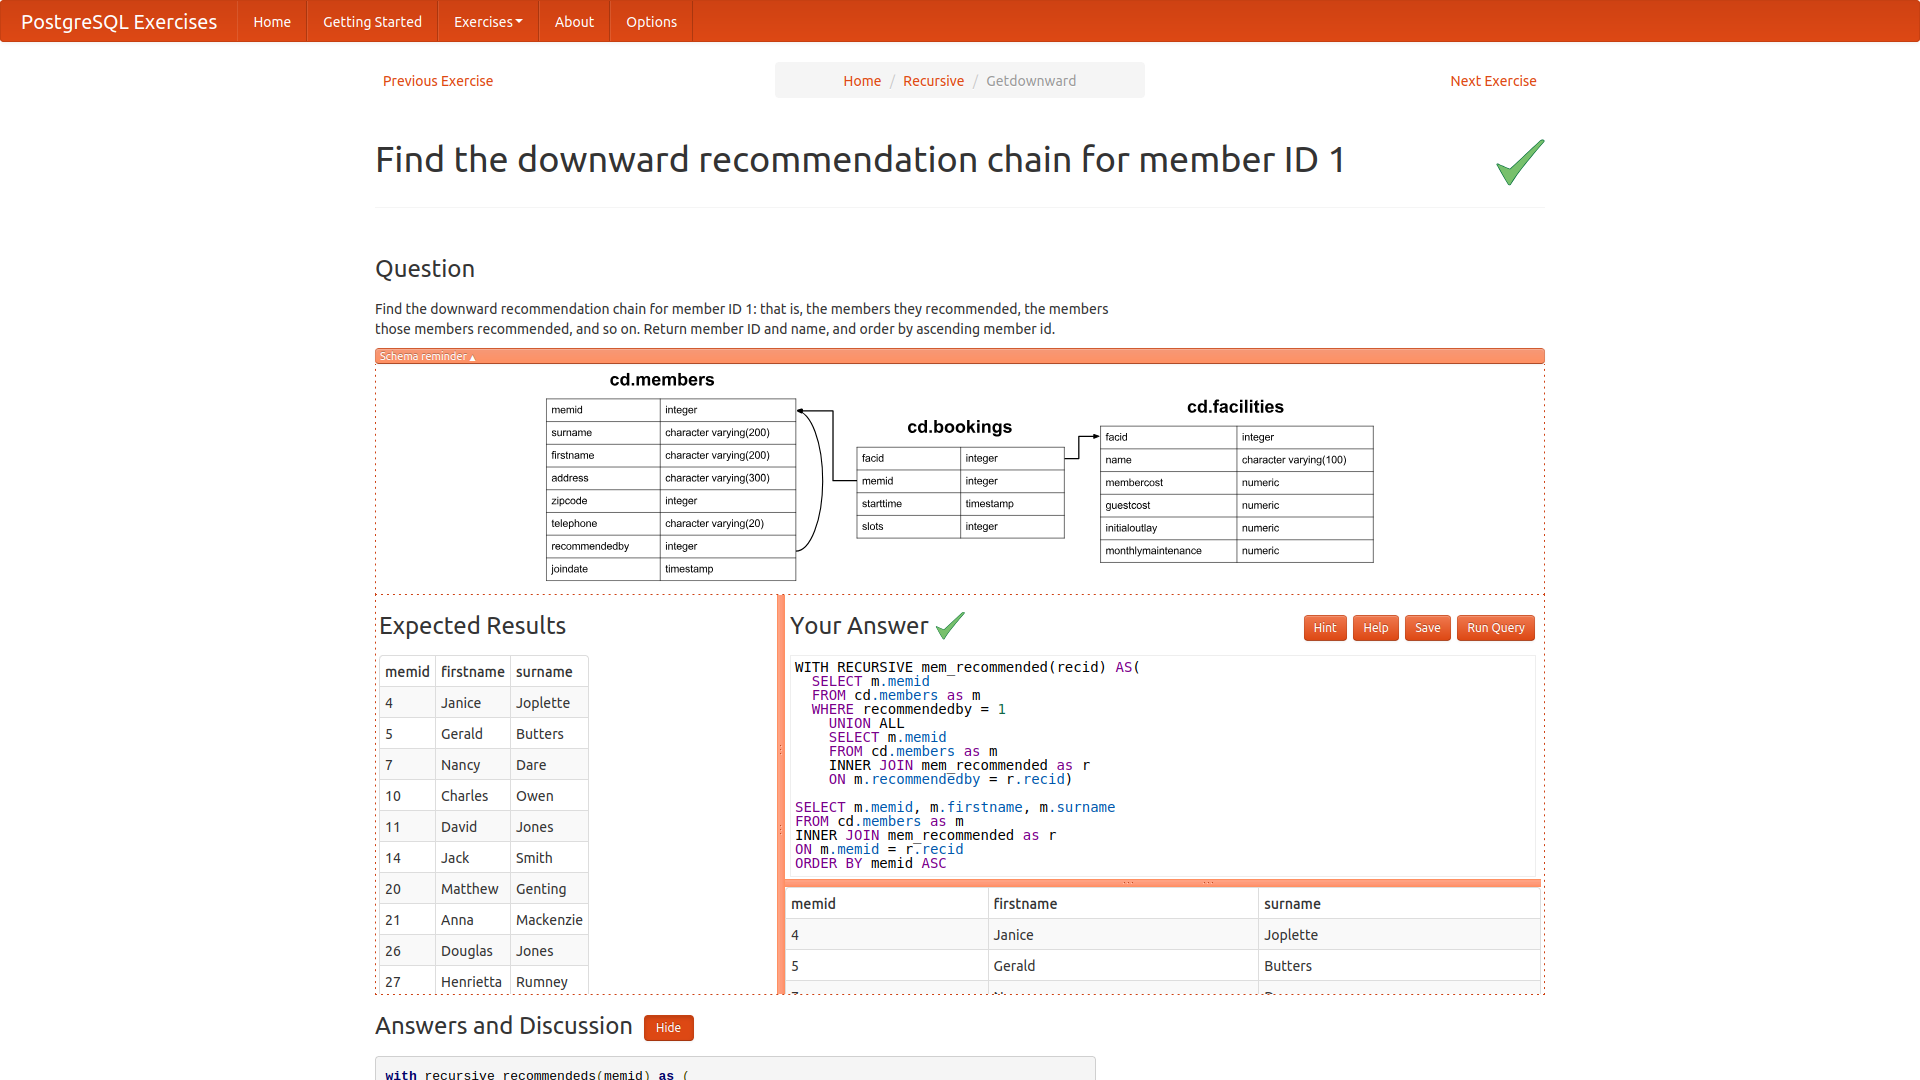 PostgreSQL Exercises
Home
Getting Started
Exercises
About
Options
Previous Exercise
Home / Recursive / Getdownward
Next Exercise
Find the downward recommendation chain for member ID 1
Question
Find the downward recommendation chain for member ID 1: that is, the members they recommended, the members
those members recommended, and so on. Return member ID and name, and order by ascending member id.
Schema reminder
cd.members
memid integer
surname character varying(200)
firstname character varying(200)
address character varying(300)
zipcode integer
telephone character varying(20)
recommendedby integer
joindate timestamp
cd.bookings
facid integer
memid integer
starttime timestamp
slots integer
cd.facilities
facid integer
name character varying(100)
membercost numeric
guestcost numeric
initialoutlay numeric
monthlymaintenance numeric
Expected Results
memid firstname surname
4 Janice Joplette
5 Gerald Butters
7 Nancy Dare
10 Charles Owen
11 David Jones
14 Jack Smith
20 Matthew Genting
21 Anna Mackenzie
26 Douglas Jones
27 Henrietta Rumney
Your Answer
Hint
Help
Save
Run Query
WITH RECURSIVE mem_recommended(recid) AS(
SELECT m.memid
FROM cd.members as m
WHERE recommendedby = 1
UNION ALL
SELECT m.memid
FROM cd.members as m
INNER JOIN mem_recommended as r
ON m.recommendedby = r.recid)
SELECT m.memid, m.firstname, m.surname
FROM cd.members as m
INNER JOIN mem_recommended as r
ON m.memid = r.recid
ORDER BY memid ASC
memid firstname surname
4 Janice Joplette
5 Gerald Butters
Answers and Discussion
Hide
with recursive recommendeds(memid) as (